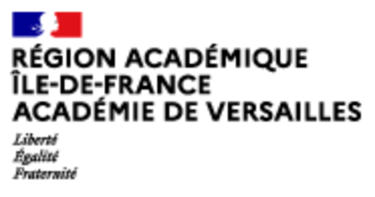 RÉGION ACADÉMIQUE
ÎLE-DE-FRANCE
ACADÉMIE DE VERSAILLES
Liberté
Égalité
Fraternité